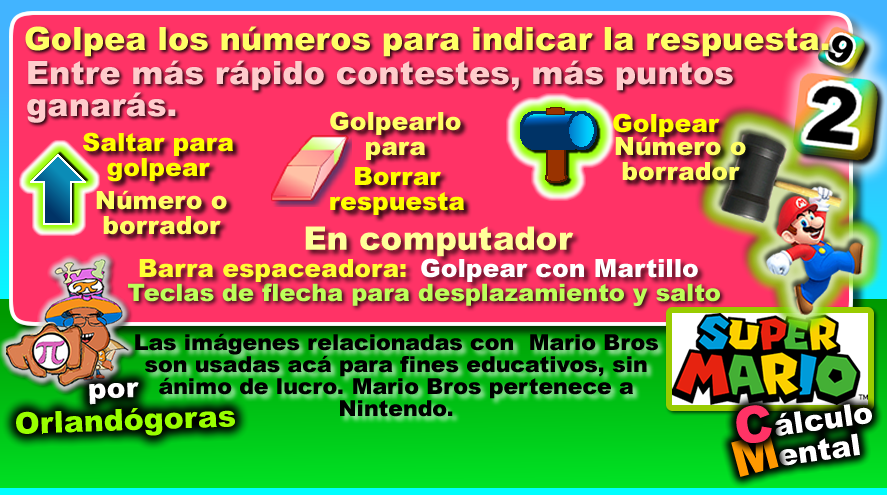 Golpea los números para indicar la respuesta.
9
Entre más rápido contestes, más puntos
ganarás.
2
Saltar para
golpear
Número o
borrador
Golpearlo
para
Borrar
respuesta
Golpear
Número o
borrador
En computador
Barra espaceadora: Golpear con Martillo
Teclas de flecha para desplazamiento y salto
π
Las imágenes relacionadas con Mario Bros
son usadas acá para fines educativos, sin
ánimo de lucro. Mario Bros pertenece a
Nintendo.
por
Orlandógoras
SUPER
MARIO™
Cálculo
Mental